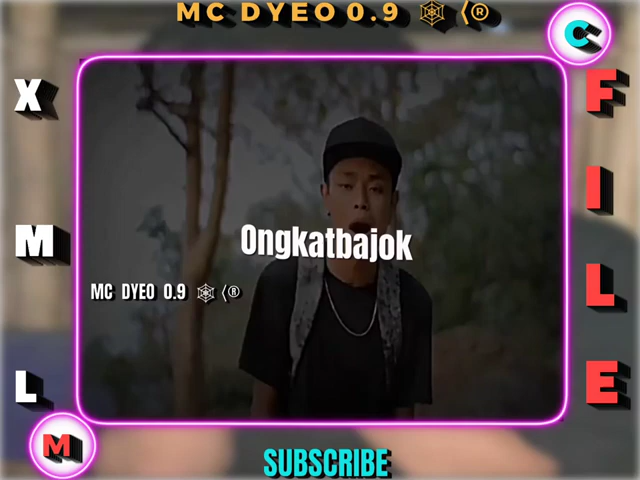 MC DYEO 0.9 🕸 ⟨®
C
X
M
L
F
I
L
E
Ongkatbajok
MC DYEO 0.9 🕸 ⟨®
M
SUBSCRIBE